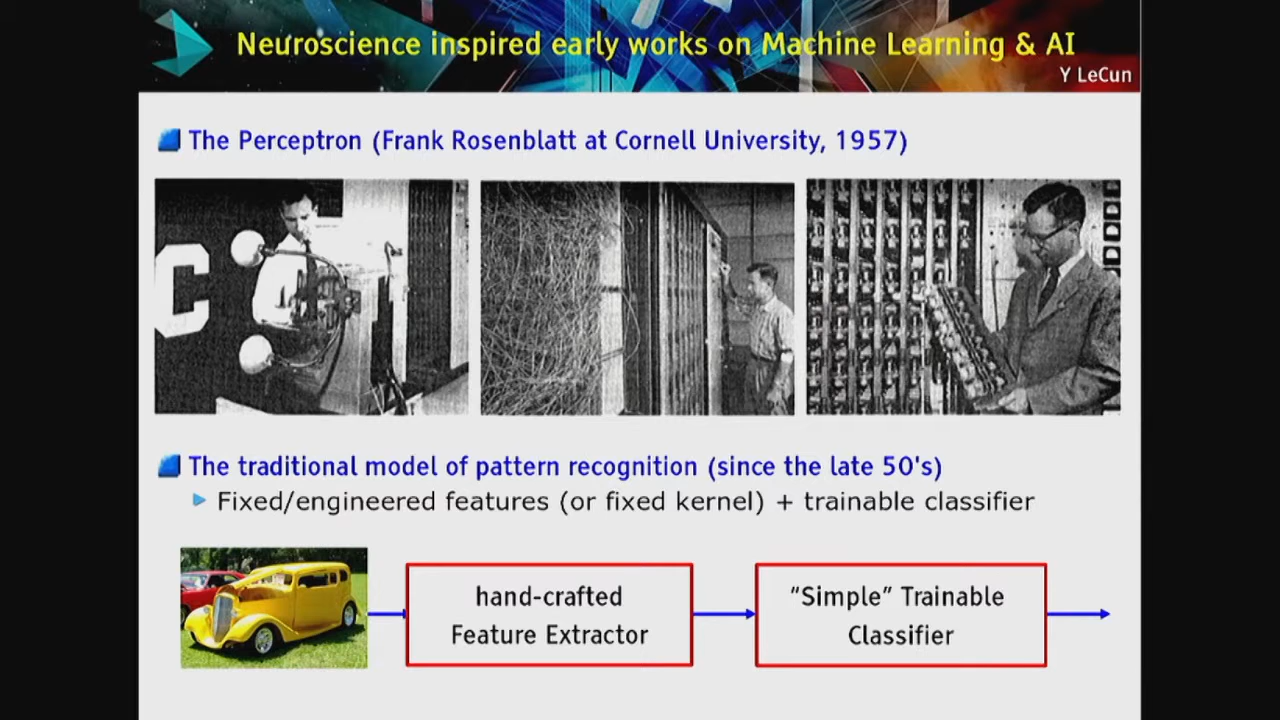 Neuroscience inspired early works on Machine Learning & AI
Y LeCun
The Perceptron (Frank Rosenblatt at Cornell University, 1957)
C
The traditional model of pattern recognition (since the late 50's)
Fixed/engineered features (or fixed kernel) + trainable classifier
hand-crafted
Feature Extractor
“Simple” Trainable
Classifier